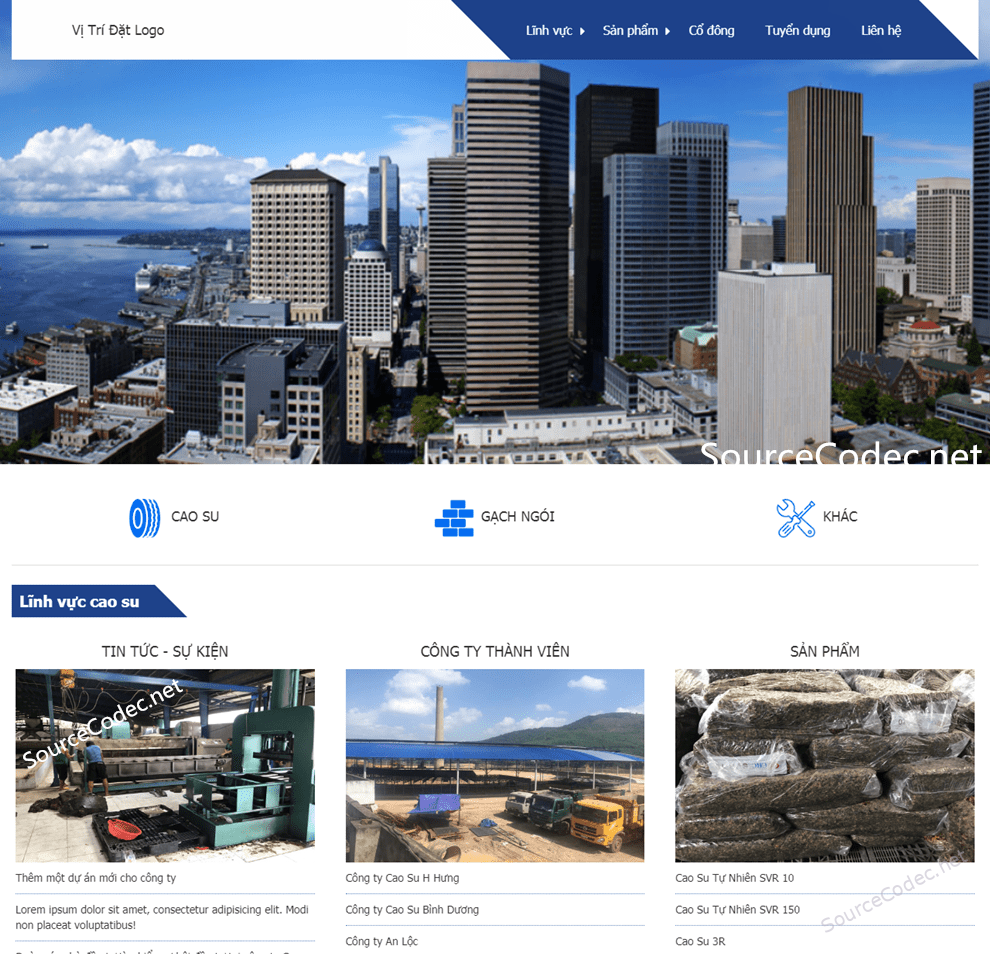 Vị Trí Đặt Logo
Lĩnh vực Sản phẩm Cổ đông Tuyển dụng Liên hệ
SourceCodec.net
CAO SU GẠCH NGÓI KHÁC
Lĩnh vực cao su
TIN TỨC - SỰ KIỆN
SourceCodec.net
Thêm một dự án mới cho công ty
Lorem ipsum dolor sit amet, consectetur adipisicing elit. Modi
non placeat voluptatibus!
CÔNG TY THÀNH VIÊN
Công ty Cao Su H Hưng
Công ty Cao Su Bình Dương
Công ty An Lộc
SẢN PHẨM
Cao Su Tự Nhiên SVR 10
Cao Su Tự Nhiên SVR 150
Cao Su 3R
SourceCodec.net